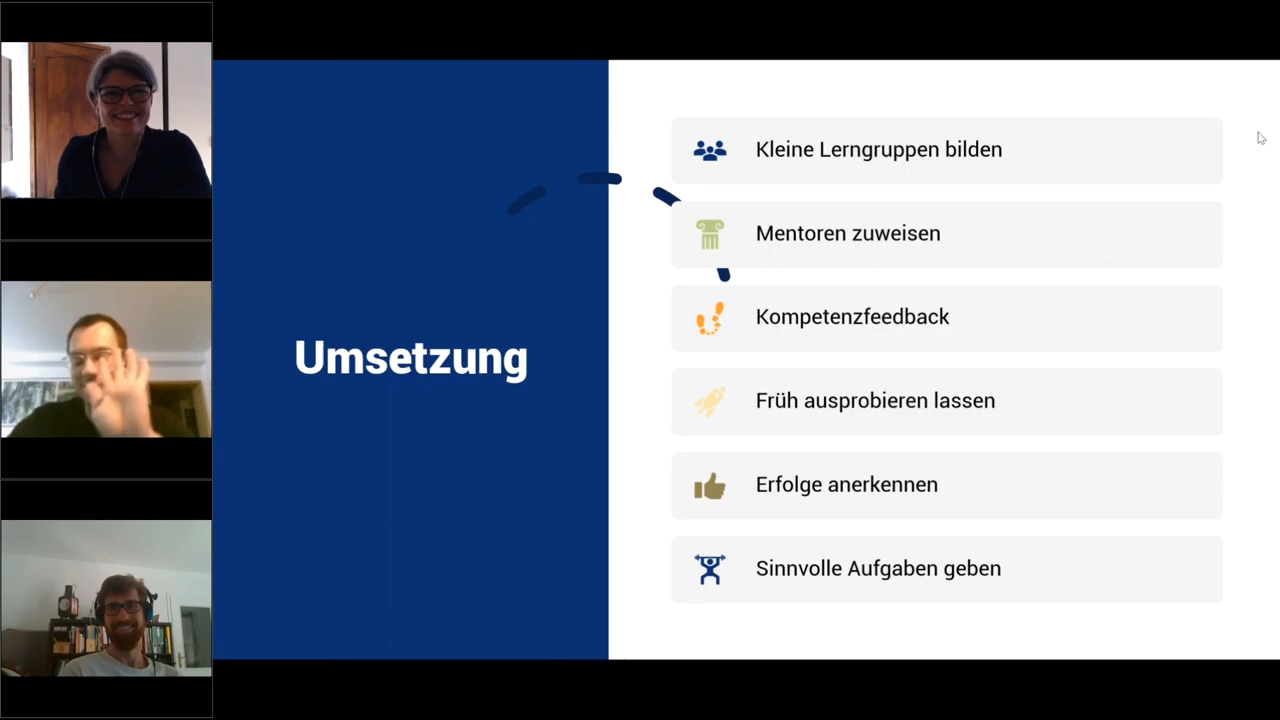 Umsetzung
Kleine Lerngruppen bilden
Mentoren zuweisen
Kompetenzfeedback
Früh ausprobieren lassen
Erfolge anerkennen
Sinnvolle Aufgaben geben